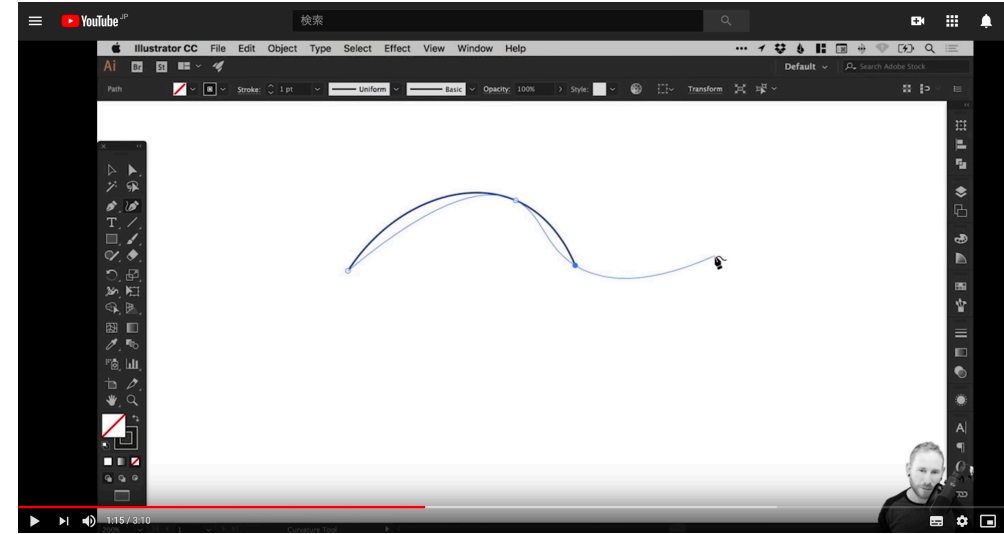 YouTube JP
検索
Illustrator CC File Edit Object Type Select Effect View Window Help
Ai Br St Default Search Adobe Stock
Path Stroke: 1 pt Uniform Basic Opacity: 100% Style: Transform
T
A
1:15 / 3:10
200% 1 Curvature Tool